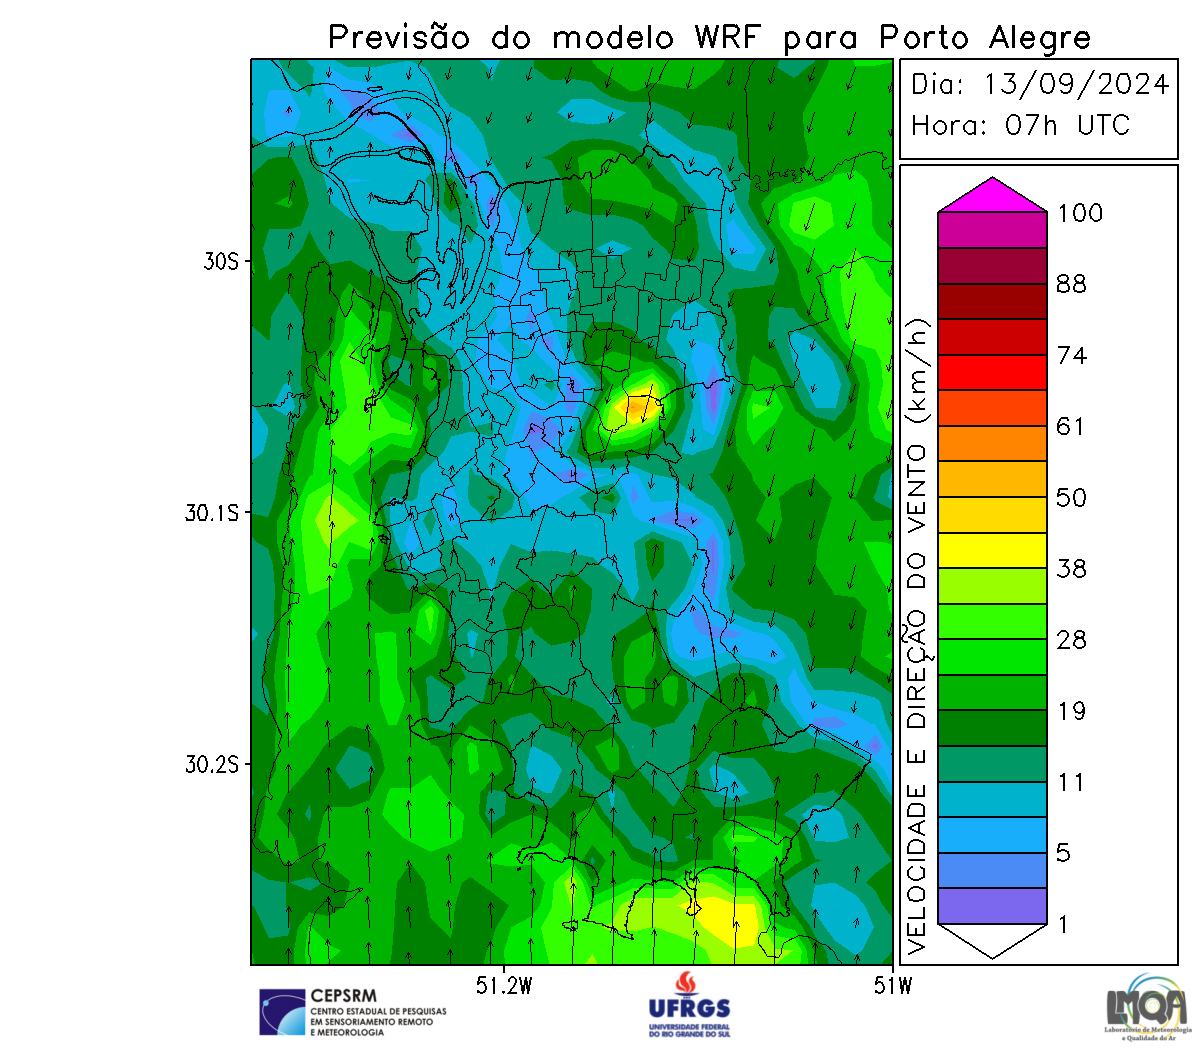 Previsão do modelo WRF para Porto Alegre
Dia: 13/09/2024
Hora: 07h UTC
30S
30.1S
30.2S
51.2W
51W
VELOCIDADE E DIREÇÃO DO VENTO (km/h)
100
88
74
61
50
38
28
19
11
5
1
CEPSRM
CENTRO ESTADUAL DE PESQUISAS
EM SENSORIAMENTO REMOTO
E METEOROLOGIA
UFRGS
UNIVERSIDADE FEDERAL
DO RIO GRANDE DO SUL
LMQA
Laboratório de Meteorologia
e Qualidade do Ar